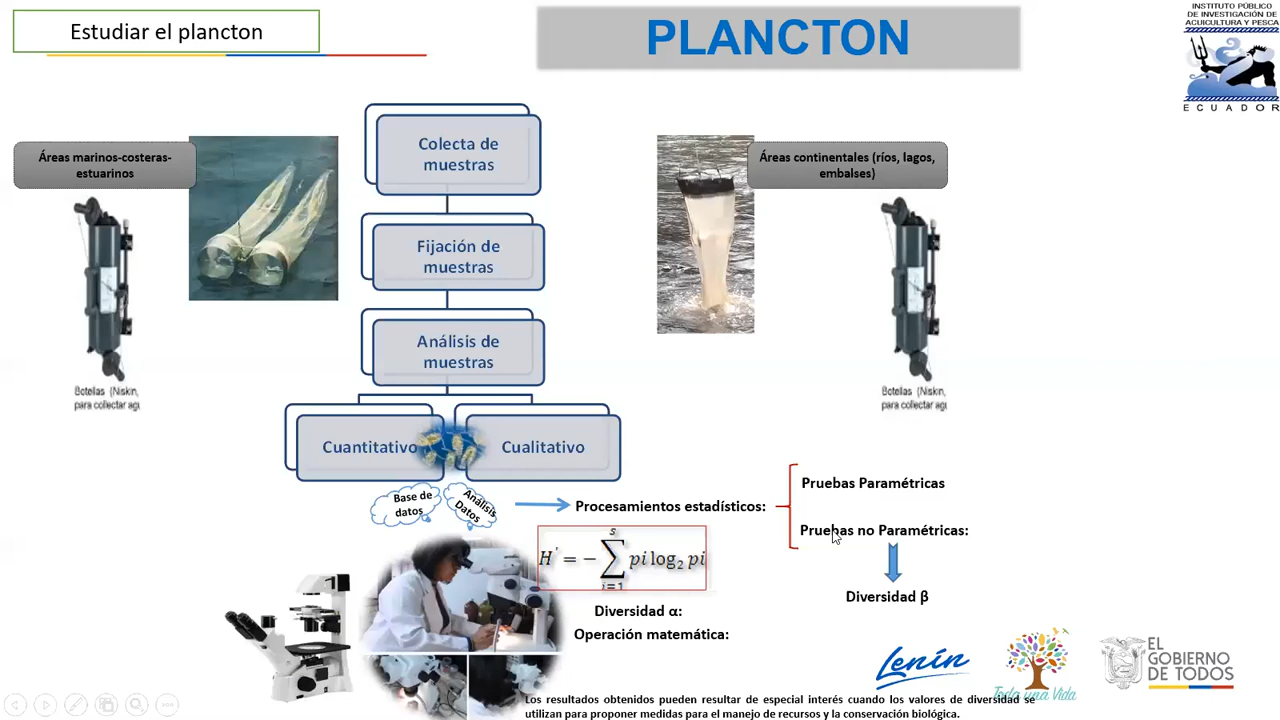 Estudiar el plancton
PLANCTON
INSTITUTO PÚBLICO
DE INVESTIGACIÓN DE
ACUICULTURA Y PESCA
ECUADOR
Áreas marinos-costeras-
estuarinos
Colecta de
muestras
Áreas continentales (ríos, lagos,
embalses)
Fijación de
muestras
Análisis de
muestras
Botellas (Niskin,
para collectar agu
Botellas (Niskin,
para collectar agu
Cuantitativo
Cualitativo
Base de
datos
Análisis
Datos
Procesamientos estadísticos:
Pruebas Paramétricas
Pruebas no Paramétricas:
H' = - s ∑ i=1 pi log2 pi
Diversidad β
Diversidad α:
Operación matemática:
Lenín
Toda una Vida
EL
GOBIERNO
DE TODOS
Los resultados obtenidos pueden resultar de especial interés cuando los valores de diversidad se
utilizan para proponer medidas para el manejo de recursos y la conservación biológica.